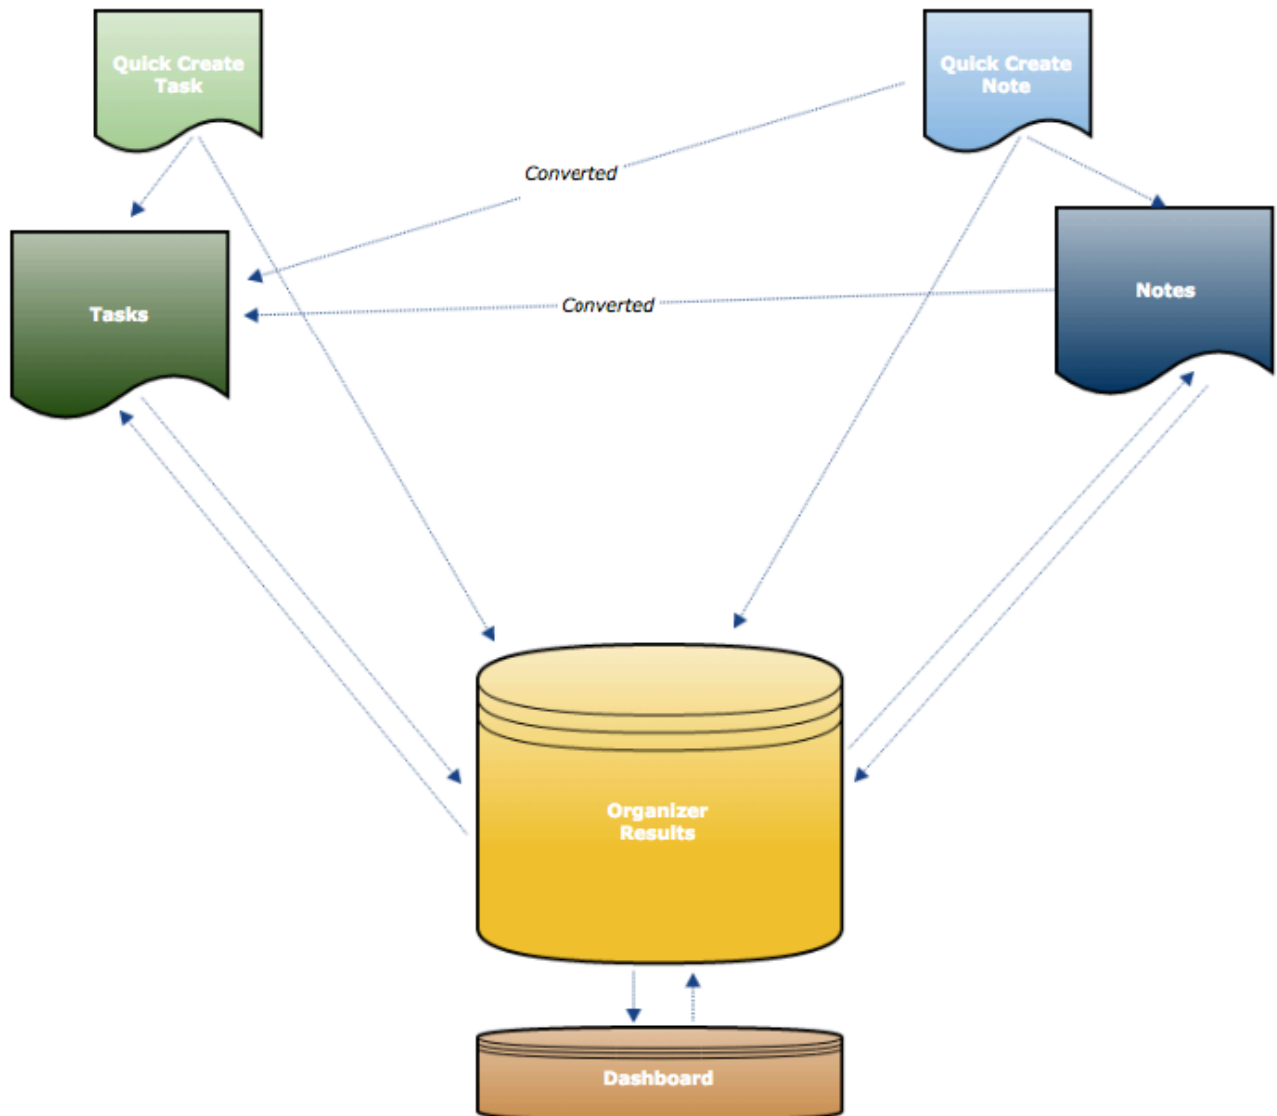 Quick Create
Task
Quick Create
Note
Converted
Converted
Tasks
Notes
Organizer
Results
Dashboard